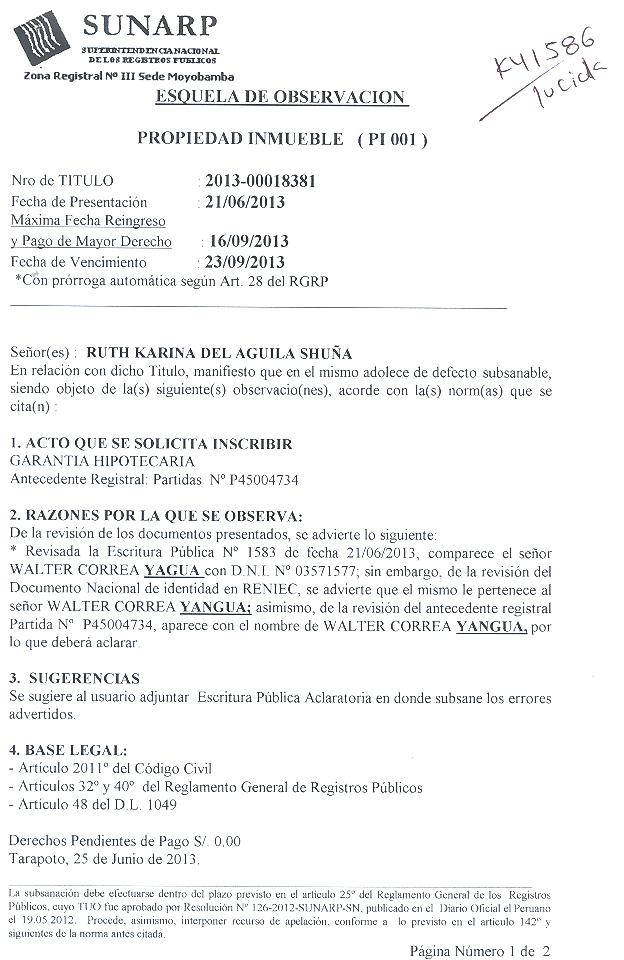 SUNARP
SUPERINTENDENCIA NACIONAL
DE LOS REGISTROS PUBLICOS
Zona Registral Nº III Sede Moyobamba
K41586
lucida
ESQUELA DE OBSERVACION
PROPIEDAD INMUEBLE ( PI 001 )
Nro de TITULO : 2013-00018381
Fecha de Presentación : 21/06/2013
Máxima Fecha Reingreso
y Pago de Mayor Derecho : 16/09/2013
Fecha de Vencimiento : 23/09/2013
*Con prórroga automática según Art. 28 del RGRP
Señor(es) : RUTH KARINA DEL AGUILA SHUÑA
En relación con dicho Titulo, manifiesto que en el mismo adolece de defecto subsanable,
siendo objeto de la(s) siguiente(s) observacio(nes), acorde con la(s) norm(as) que se
cita(n) :
1. ACTO QUE SE SOLICITA INSCRIBIR
GARANTIA HIPOTECARIA
Antecedente Registral: Partidas Nº P45004734
2. RAZONES POR LA QUE SE OBSERVA:
De la revisión de los documentos presentados, se advierte lo siguiente:
* Revisada la Escritura Pública Nº 1583 de fecha 21/06/2013, comparece el señor
WALTER CORREA YAGUA con D.N.I. Nº 03571577; sin embargo, de la revisión del
Documento Nacional de identidad en RENIEC, se advierte que el mismo le pertenece al
señor WALTER CORREA YANGUA; asimismo, de la revisión del antecedente registral
Partida Nº P45004734, aparece con el nombre de WALTER CORREA YANGUA, por
lo que deberá aclarar.
3. SUGERENCIAS
Se sugiere al usuario adjuntar Escritura Pública Aclaratoria en donde subsane los errores
advertidos.
4. BASE LEGAL:
- Artículo 2011º del Código Civil
- Artículos 32º y 40º del Reglamento General de Registros Públicos
- Artículo 48 del D.L. 1049
Derechos Pendientes de Pago S/. 0.00
Tarapoto, 25 de Junio de 2013.
La subsanación debe efectuarse dentro del plazo previsto en el artículo 25º del Reglamento General de los Registros
Públicos, cuyo TUO fue aprobado por Resolución Nº 126-2012-SUNARP-SN, publicado en el Diario Oficial el Peruano
el 19.05.2012. Procede, asimismo, interponer recurso de apelación, conforme a lo previsto en el artículo 142º y
siguientes de la norma antes citada.
Página Número 1 de 2